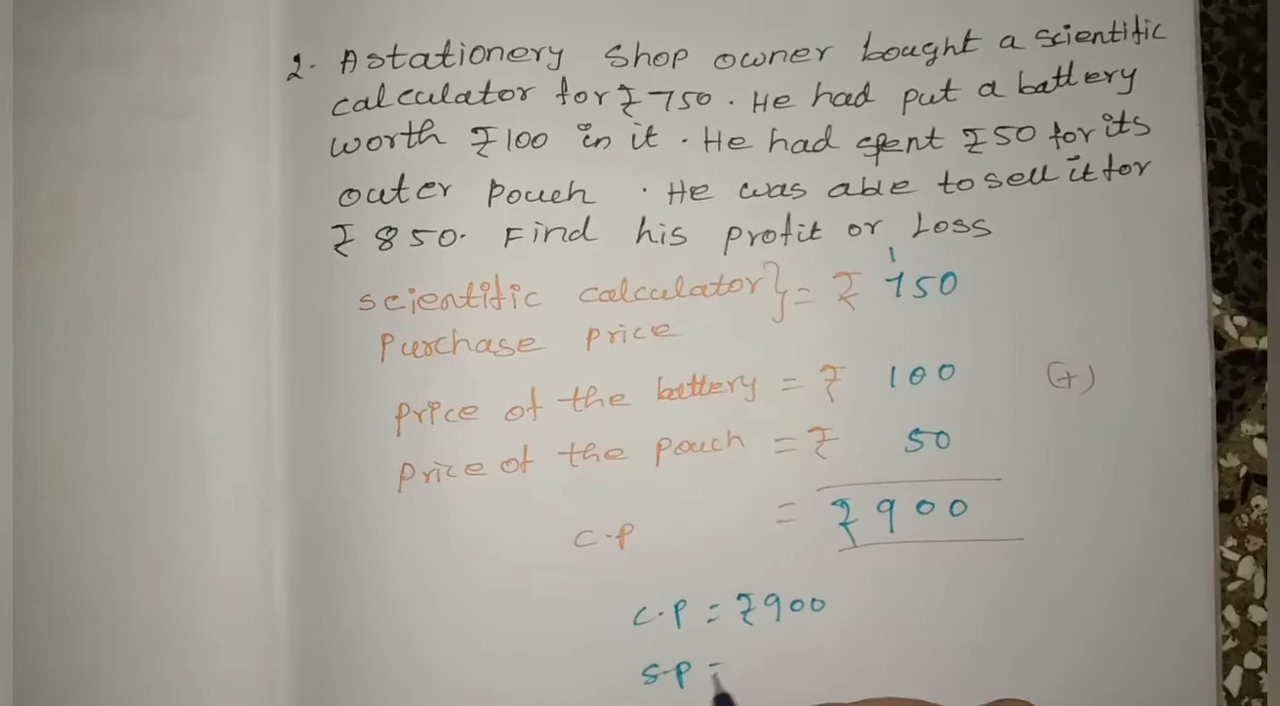 2. A stationery shop owner bought a scientific
calculator for ₹750. He had put a battery
worth ₹100 in it. He had spent ₹50 for its
outer pouch. He was able to sell it for
₹850. Find his profit or Loss
scientific calculator} = ₹ 750
1
Purchase price
Price of the battery = ₹ 100 (+)
Price of the pouch = ₹ 50
C.P = ₹900
C.P = ₹900
S.P =